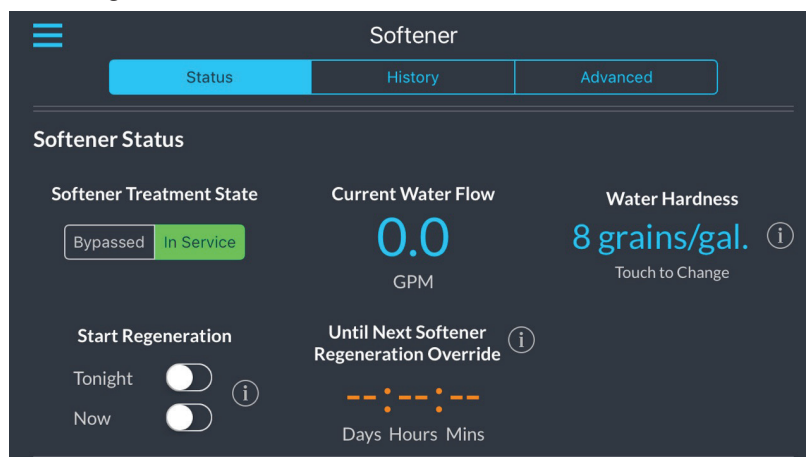 Softener
Status
History
Advanced
Softener Status
Softener Treatment State
Bypassed
In Service
Current Water Flow
0.0
GPM
Water Hardness
8 grains/gal.
i
Touch to Change
Start Regeneration
Tonight
Now
i
Until Next Softener
Regeneration Override
i
--:--:--
Days Hours Mins